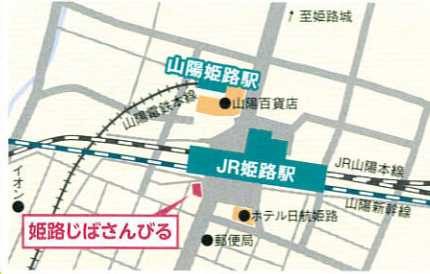 ↑至姫路城
山陽姫路駅
山陽電鉄本線
山陽百貨店
JR姫路駅
JR山陽本線
山陽新幹線
イオン
姫路じばさんびる
ホテル日航姫路
郵便局